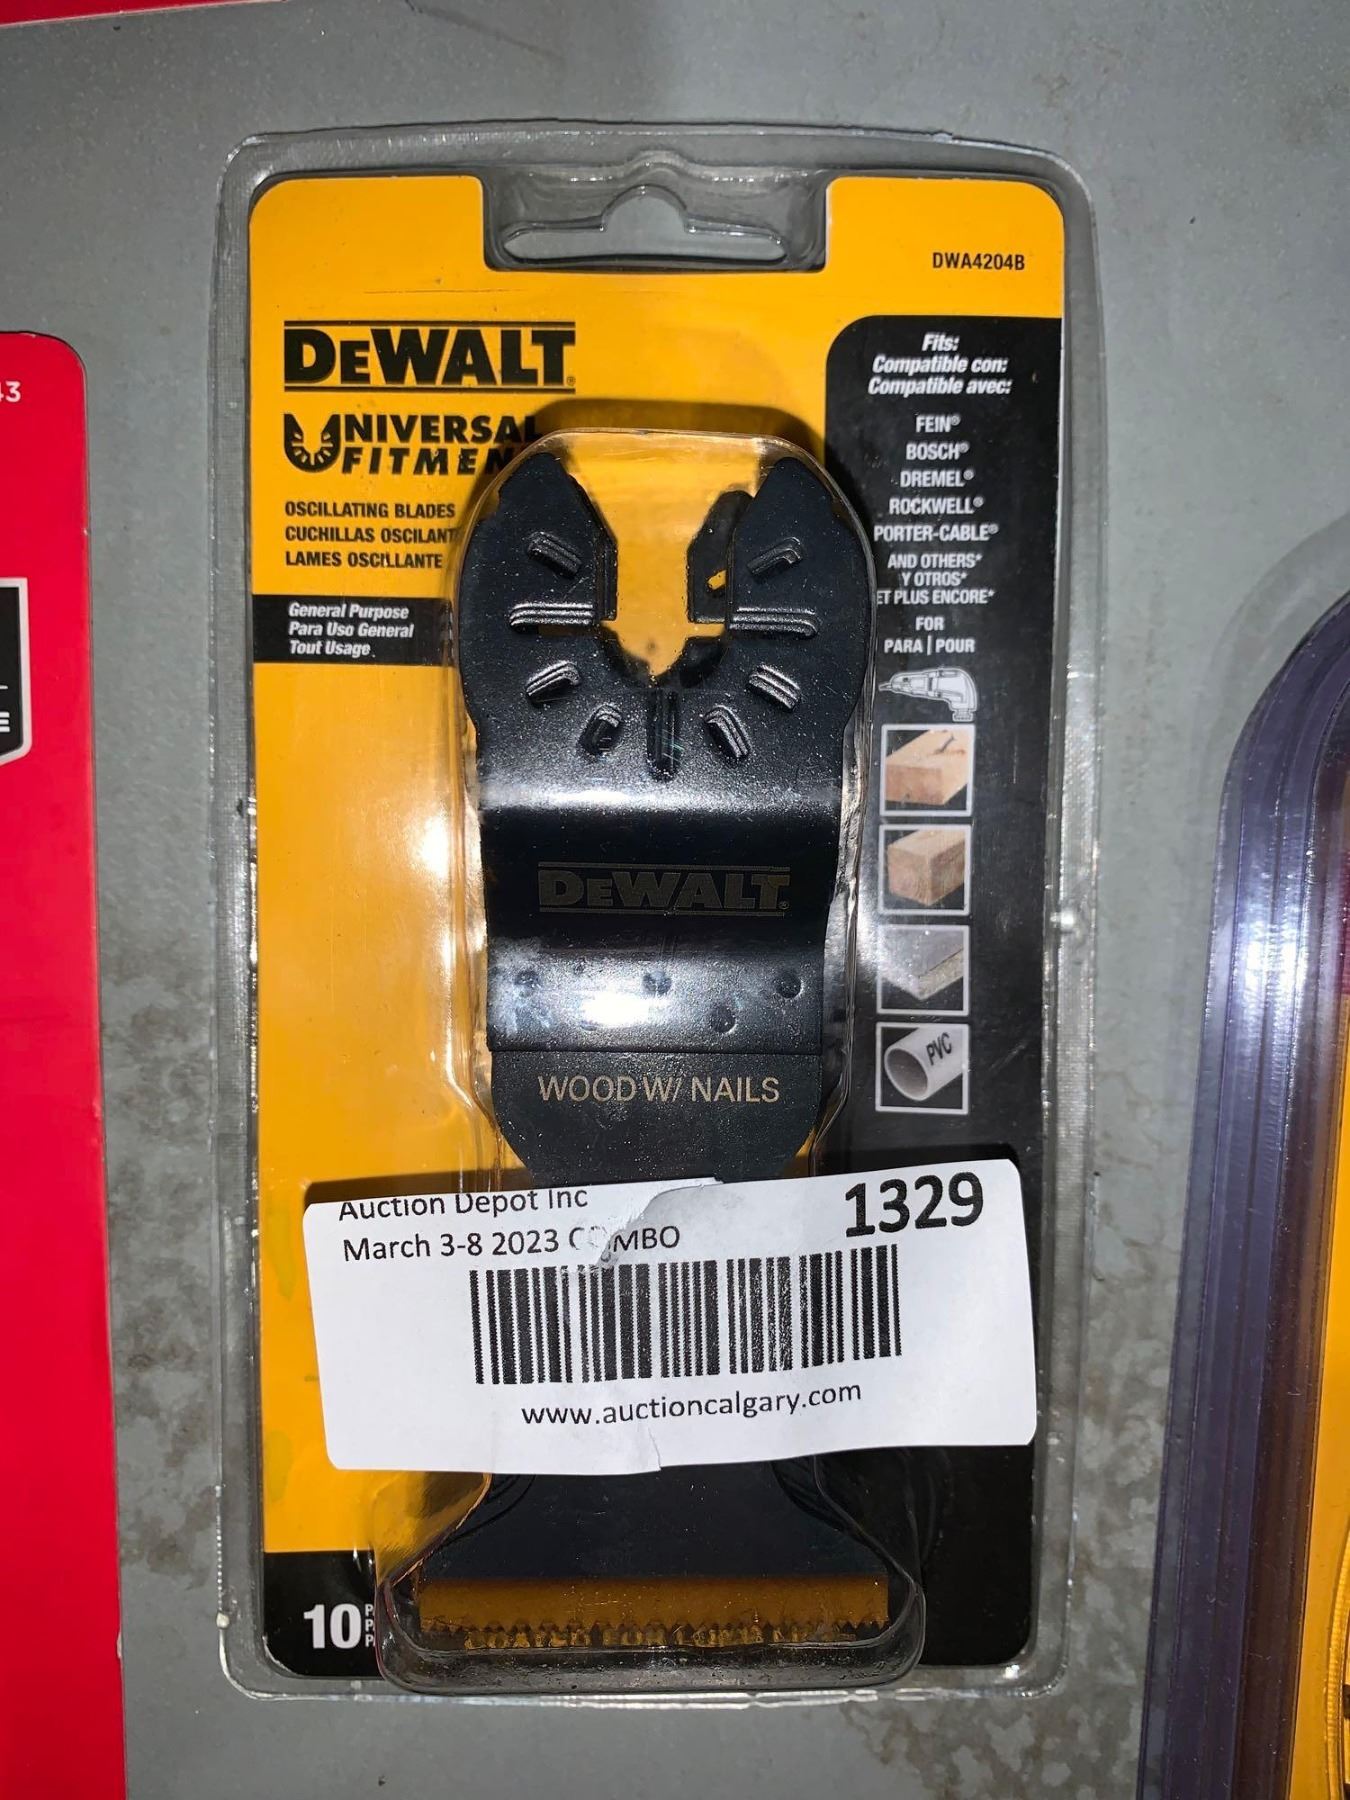 DWA4204B
DEWALT®
UNIVERSAL
OSCILLATING BLADES
CUCHILLAS OSCILANT
LAMES OSCILLANTE
General Purpose
Para Uso General
Tout Usage
Fits:
Compatible con:
Compatible avec:
FEIN®
BOSCH®
DREMEL®
ROCKWELL®
PORTER-CABLE®
AND OTHERS*
Y OTROS*
ET PLUS ENCORE*
FOR
PARA | POUR
PVC
DEWALT®
WOOD W/ NAILS
Auction Depot Inc
1329
March 3-8 2023 COMBO
www.auctioncalgary.com
10
43
E